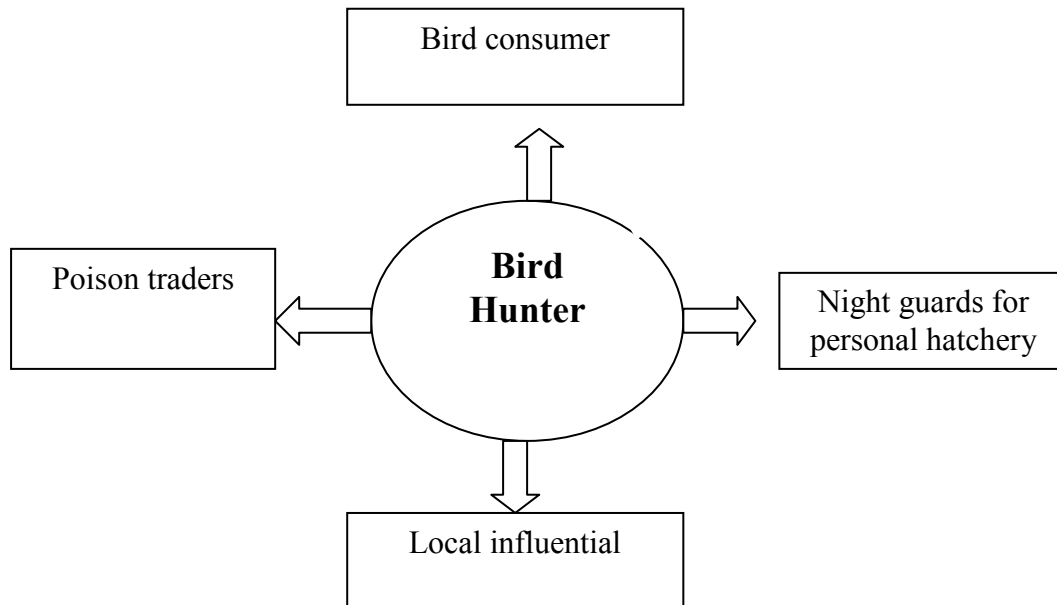 Bird consumer
Poison traders
Bird
Hunter
Night guards for
personal hatchery
Local influential